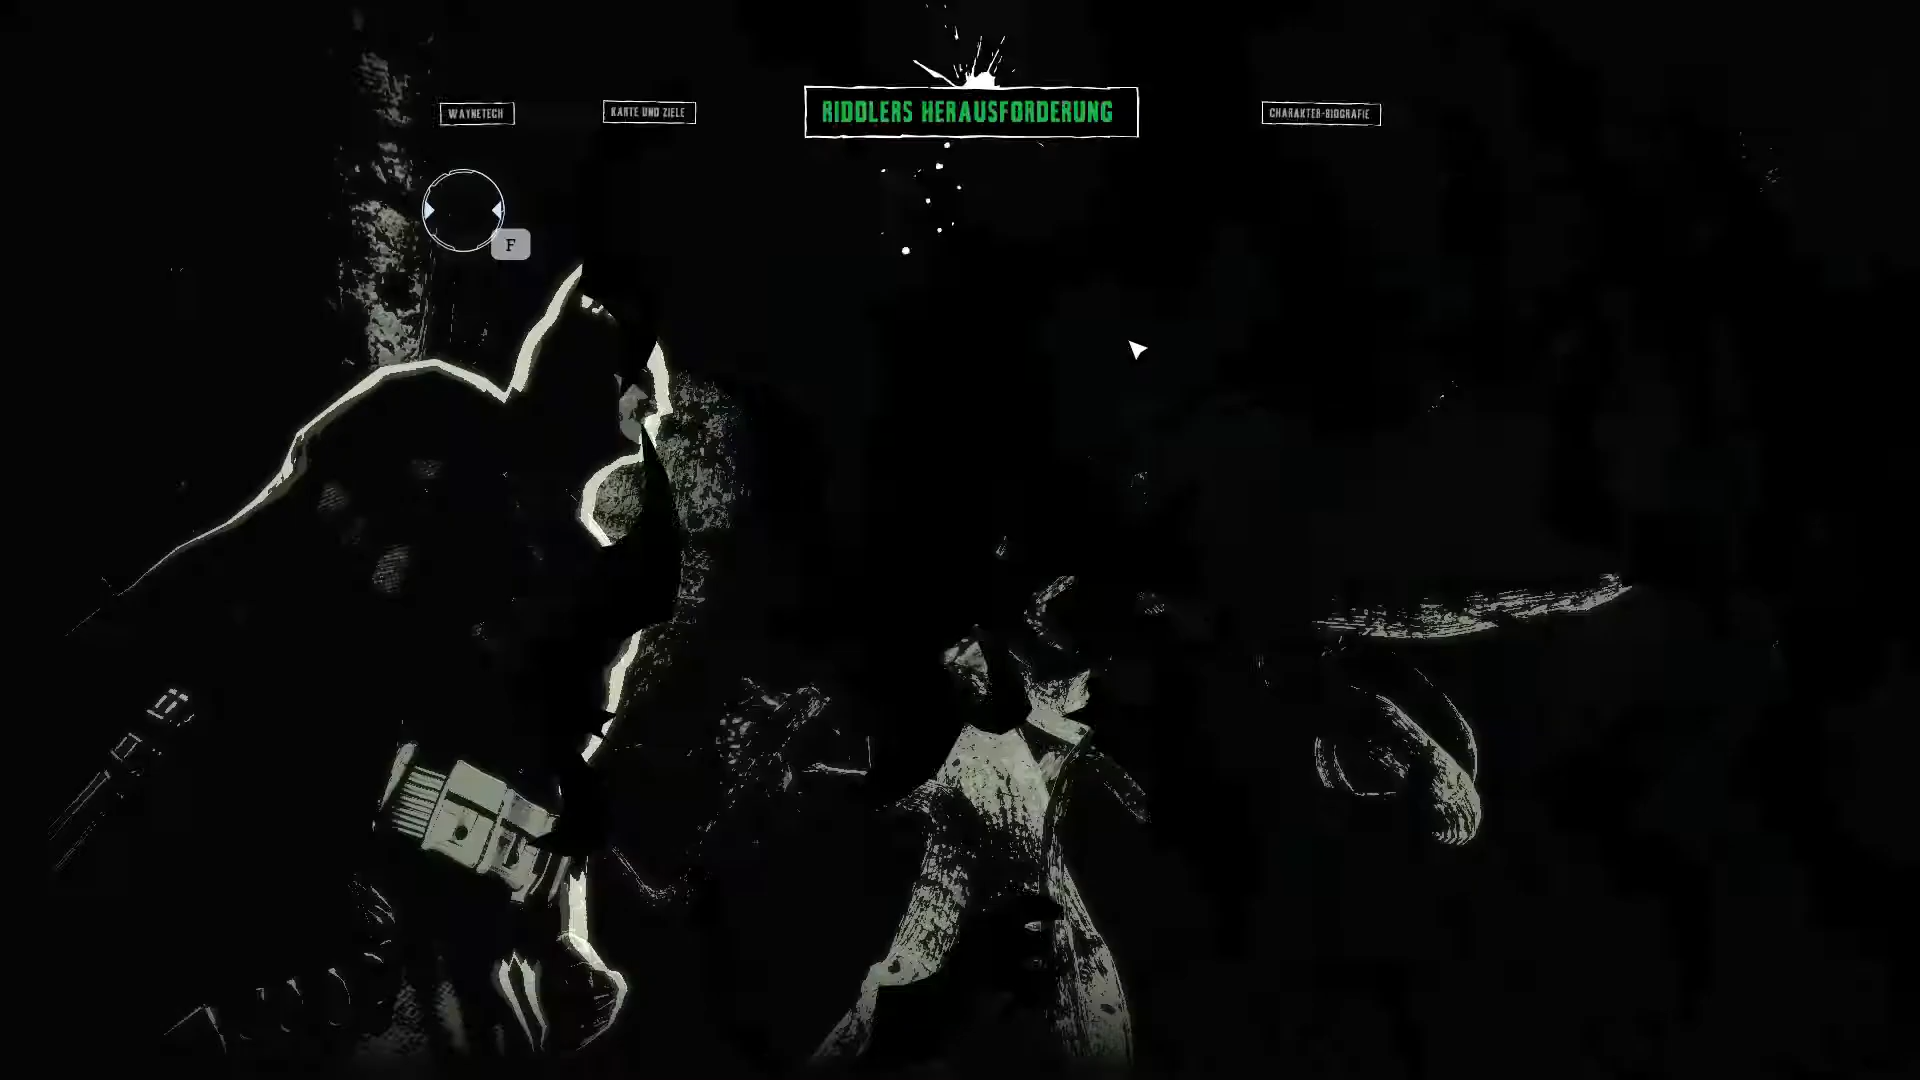 WAYNETECH
KARTE UND ZIELE
RIDDLERS HERAUSFORDERUNG
CHARAKTER-BIOGRAFIE
F